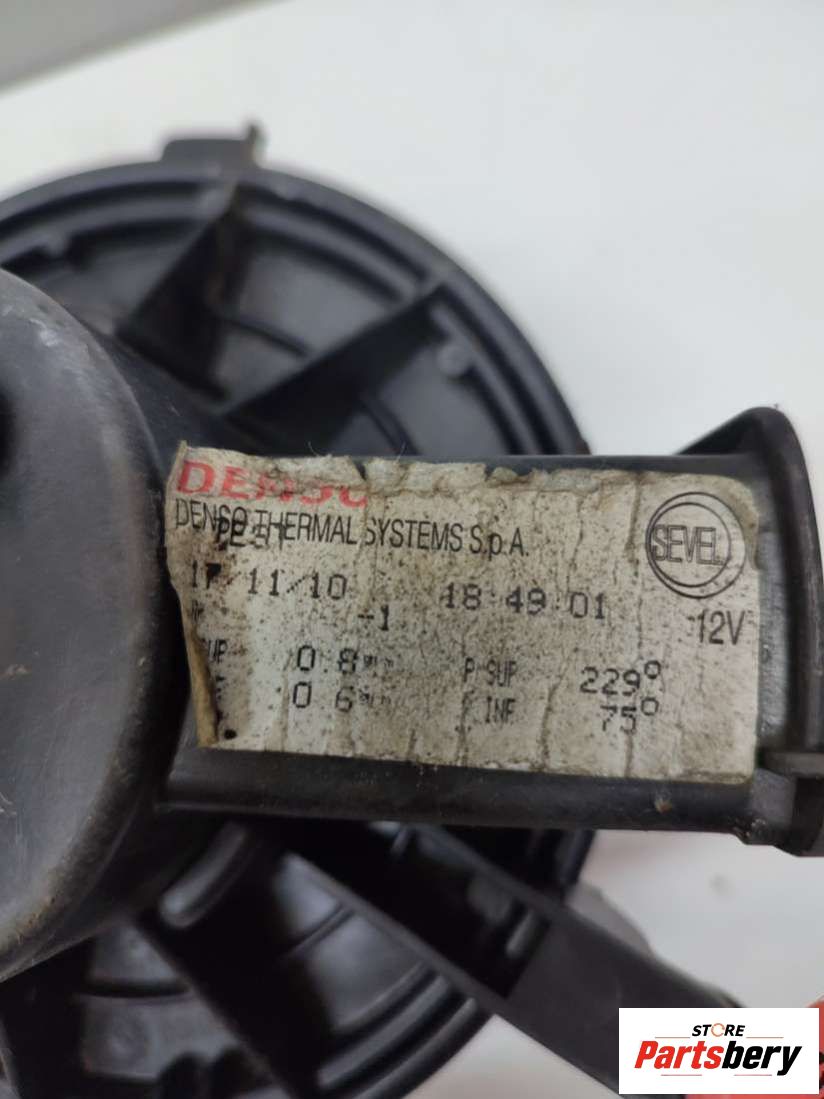 DENSO
DENSO THERMAL SYSTEMS S.p.A.
SEVEL
/11/10 18:49:01
-1 12V
0.8 P SUP 229°
0.6 INF 75°
STORE
Partsbery